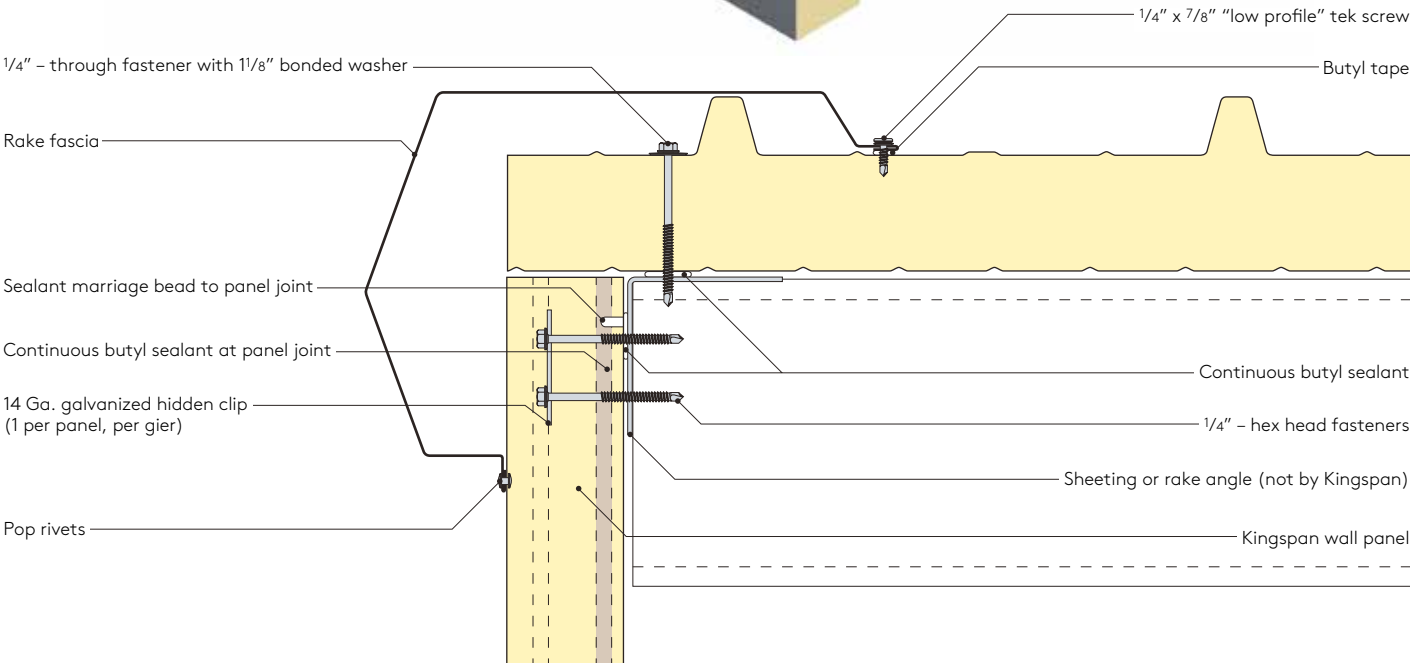 1/4" x 7/8" "low profile" tek screw
1/4" – through fastener with 11/8" bonded washer
Butyl tape
Rake fascia
Sealant marriage bead to panel joint
Continuous butyl sealant at panel joint
Continuous butyl sealant
14 Ga. galvanized hidden clip
(1 per panel, per gier)
1/4" – hex head fasteners
Sheeting or rake angle (not by Kingspan)
Pop rivets
Kingspan wall panel